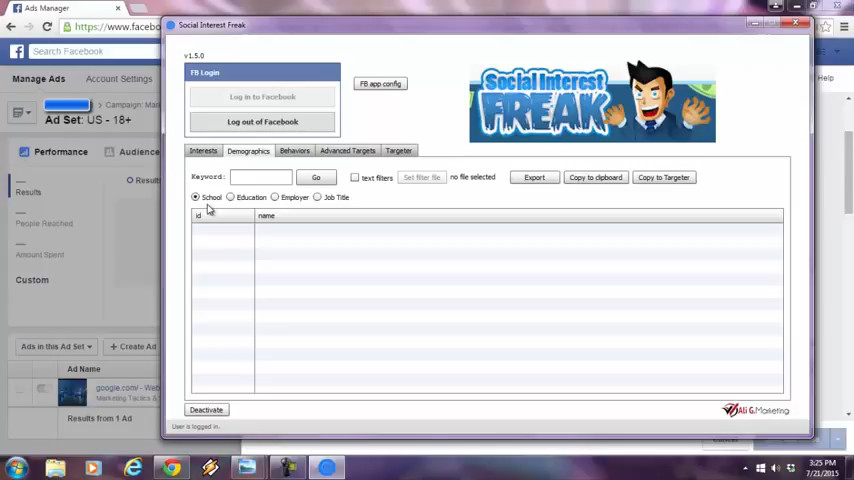 Ads Manager
https://www.facebo
Search Facebook
Help
Manage Ads
Account Settings
Campaign: Mar
Ad Set: US - 18+
Performance
Audience
Results
Results
People Reached
Amount Spent
Custom
Ads in this Ad Set
Create Ad
Ad Name
google.com/ - Web
Marketing Tactics &
Results from 1 Ad
Social Interest Freak
v1.5.0
FB Login
Log in to Facebook
Log out of Facebook
FB app config
Social Interest
FREAK
Interests
Demographics
Behaviors
Advanced Targets
Targeter
Keyword:
Go
text filters
Set filter file
no file selected
Export
Copy to clipboard
Copy to Targeter
School
Education
Employer
Job Title
id
name
Deactivate
Ali G.Marketing
User is logged in.
3:25 PM
7/21/2015